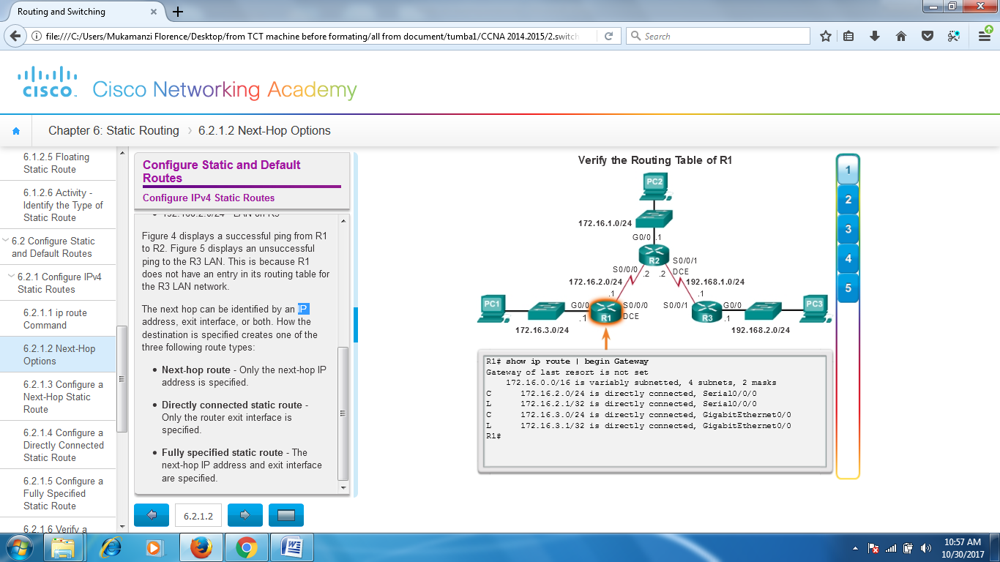 Routing and Switching
file:///C:/Users/Mukamanzi Florence/Desktop/from TCT machine before formating/all from document/tumba1/CCNA 2014.2015/2.switch
Search
cisco.
Cisco Networking Academy
Chapter 6: Static Routing
6.2.1.2 Next-Hop Options
6.1.2.5 Floating
Static Route
6.1.2.6 Activity -
Identify the Type of
Static Route
6.2 Configure Static
and Default Routes
6.2.1 Configure IPv4
Static Routes
6.2.1.1 ip route
Command
6.2.1.2 Next-Hop
Options
6.2.1.3 Configure a
Next-Hop Static
Route
6.2.1.4 Configure a
Directly Connected
Static Route
6.2.1.5 Configure a
Fully Specified
Static Route
6.2.1.6 Verify a
Configure Static and Default
Routes
Configure IPv4 Static Routes
• 192.168.2.0/24 - LAN on R3
Figure 4 displays a successful ping from R1
to R2. Figure 5 displays an unsuccessful
ping to the R3 LAN. This is because R1
does not have an entry in its routing table for
the R3 LAN network.
The next hop can be identified by an IP
address, exit interface, or both. How the
destination is specified creates one of the
three following route types:
• Next-hop route - Only the next-hop IP
address is specified.
• Directly connected static route -
Only the router exit interface is
specified.
• Fully specified static route - The
next-hop IP address and exit interface
are specified.
6.2.1.2
Verify the Routing Table of R1
PC2
172.16.1.0/24
G0/0 .1
R2
S0/0/0
S0/0/1
.2 .2 DCE
172.16.2.0/24
192.168.1.0/24
.1 .1
PC1
G0/0
S0/0/0
S0/0/1
G0/0
PC3
.1 R1 DCE
R3 .1
172.16.3.0/24
192.168.2.0/24
R1# show ip route | begin Gateway
Gateway of last resort is not set
172.16.0.0/16 is variably subnetted, 4 subnets, 2 masks
C 172.16.2.0/24 is directly connected, Serial0/0/0
L 172.16.2.1/32 is directly connected, Serial0/0/0
C 172.16.3.0/24 is directly connected, GigabitEthernet0/0
L 172.16.3.1/32 is directly connected, GigabitEthernet0/0
R1#
1
2
3
4
5
10:57 AM
10/30/2017